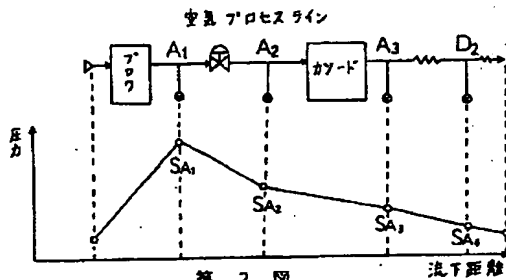 空気 プロセス ライン
ブロワ
A1
A2
カソード
A3
D2
圧力
SA1
SA2
SA3
SA4
流下距離
第 2 図